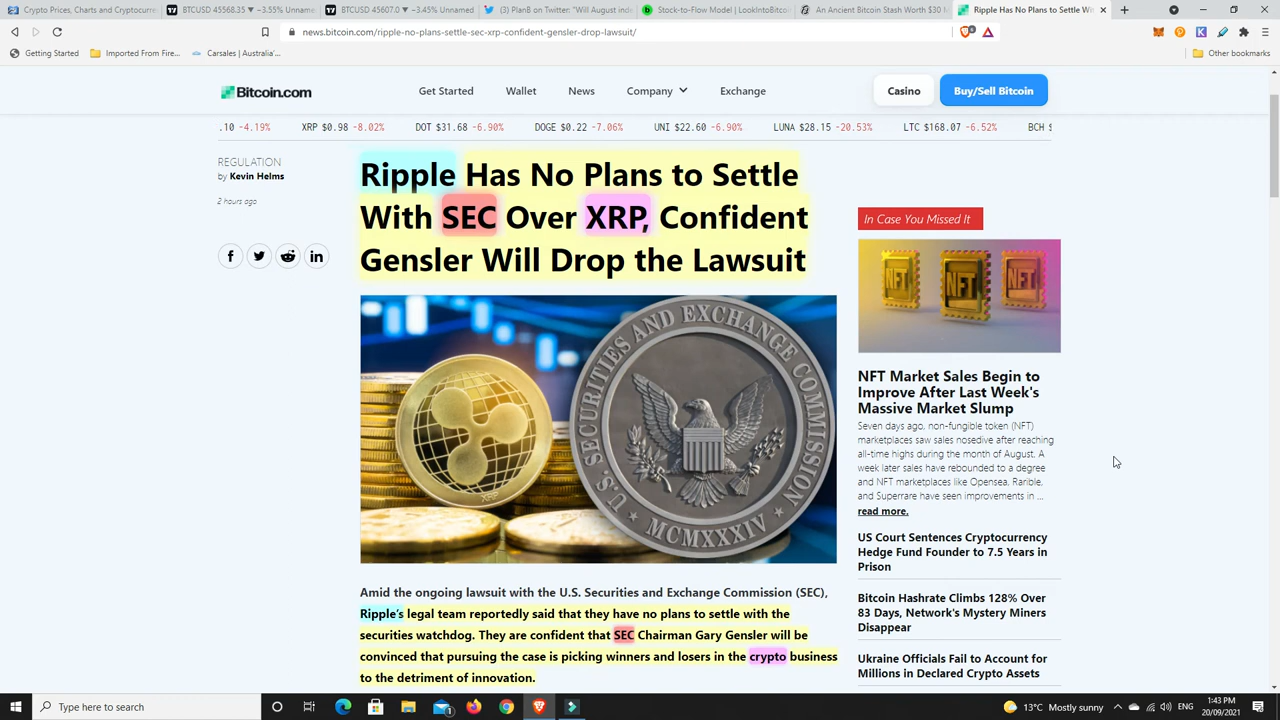 Crypto Prices, Charts and Cryptocurre
BTCUSD 45568.35 ▼ −3.55% Unname
BTCUSD 45607.0 ▼ −3.45% Unnamed
(3) PlanB on Twitter: "Will August ind
Stock-to-Flow Model | LookIntoBitcoi
An Ancient Bitcoin Stash Worth $30 M
Ripple Has No Plans to Settle Wit
news.bitcoin.com/ripple-no-plans-settle-sec-xrp-confident-gensler-drop-lawsuit/
Getting Started
Imported From Fire...
Carsales | Australia'...
Other bookmarks
Bitcoin.com
Get Started
Wallet
News
Company
Exchange
Casino
Buy/Sell Bitcoin
.10 -4.19%
XRP $0.98 -8.02%
DOT $31.68 -6.90%
DOGE $0.22 -7.06%
UNI $22.60 -6.90%
LUNA $28.15 -20.53%
LTC $168.07 -6.52%
BCH $
REGULATION
by Kevin Helms
2 hours ago
Ripple Has No Plans to Settle
With SEC Over XRP, Confident
Gensler Will Drop the Lawsuit
U.S. SECURITIES AND EXCHANGE COMMISSION
MCMXXXIV
XRP
Amid the ongoing lawsuit with the U.S. Securities and Exchange Commission (SEC),
Ripple's legal team reportedly said that they have no plans to settle with the
securities watchdog. They are confident that SEC Chairman Gary Gensler will be
convinced that pursuing the case is picking winners and losers in the crypto business
to the detriment of innovation.
In Case You Missed It
NFT
NFT
NFT
NFT Market Sales Begin to
Improve After Last Week's
Massive Market Slump
Seven days ago, non-fungible token (NFT)
marketplaces saw sales nosedive after reaching
all-time highs during the month of August. A
week later sales have rebounded to a degree
and NFT marketplaces like Opensea, Rarible,
and Superrare have seen improvements in ...
read more.
US Court Sentences Cryptocurrency
Hedge Fund Founder to 7.5 Years in
Prison
Bitcoin Hashrate Climbs 128% Over
83 Days, Network's Mystery Miners
Disappear
Ukraine Officials Fail to Account for
Millions in Declared Crypto Assets
Type here to search
13°C Mostly sunny
ENG
1:43 PM
20/09/2021